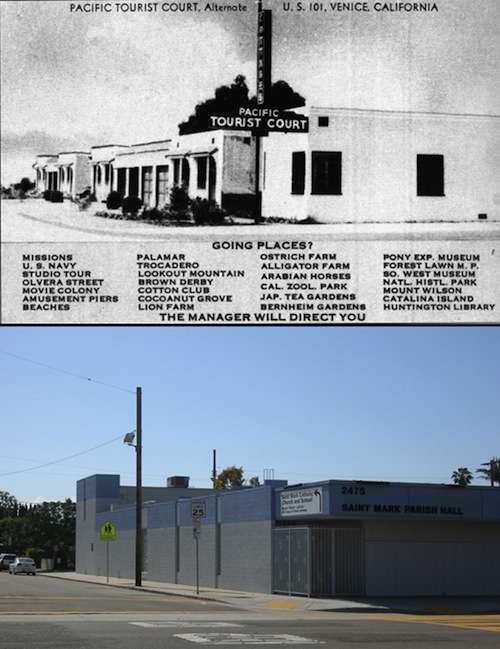 PACIFIC TOURIST COURT, Alternate U. S. 101, VENICE, CALIFORNIA
COTTAGES
PACIFIC
TOURIST COURT
GOING PLACES?
MISSIONS
U. S. NAVY
STUDIO TOUR
OLVERA STREET
MOVIE COLONY
AMUSEMENT PIERS
BEACHES
PALAMAR
TROCADERO
LOOKOUT MOUNTAIN
BROWN DERBY
COTTON CLUB
COCOANUT GROVE
LION FARM
OSTRICH FARM
ALLIGATOR FARM
ARABIAN HORSES
CAL. ZOOL. PARK
JAP. TEA GARDENS
BERNHEIM GARDENS
PONY EXP. MUSEUM
FOREST LAWN M. P.
SO. WEST MUSEUM
NATL. HISTL. PARK
MOUNT WILSON
CATALINA ISLAND
HUNTINGTON LIBRARY
THE MANAGER WILL DIRECT YOU
SPEED
LIMIT
25
Saint Mark Catholic
Church and School
2475
SAINT MARK PARISH HALL